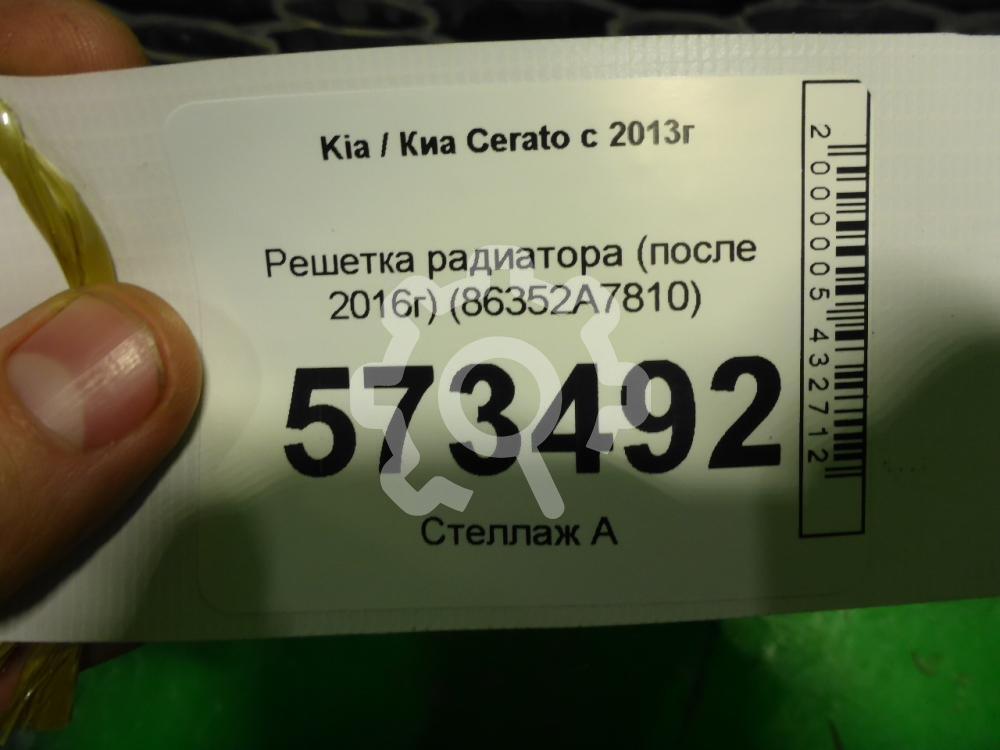 Kia / Киа Cerato с 2013г
Решетка радиатора (после
2016г) (86352A7810)
573492
Стеллаж А
2000005432712